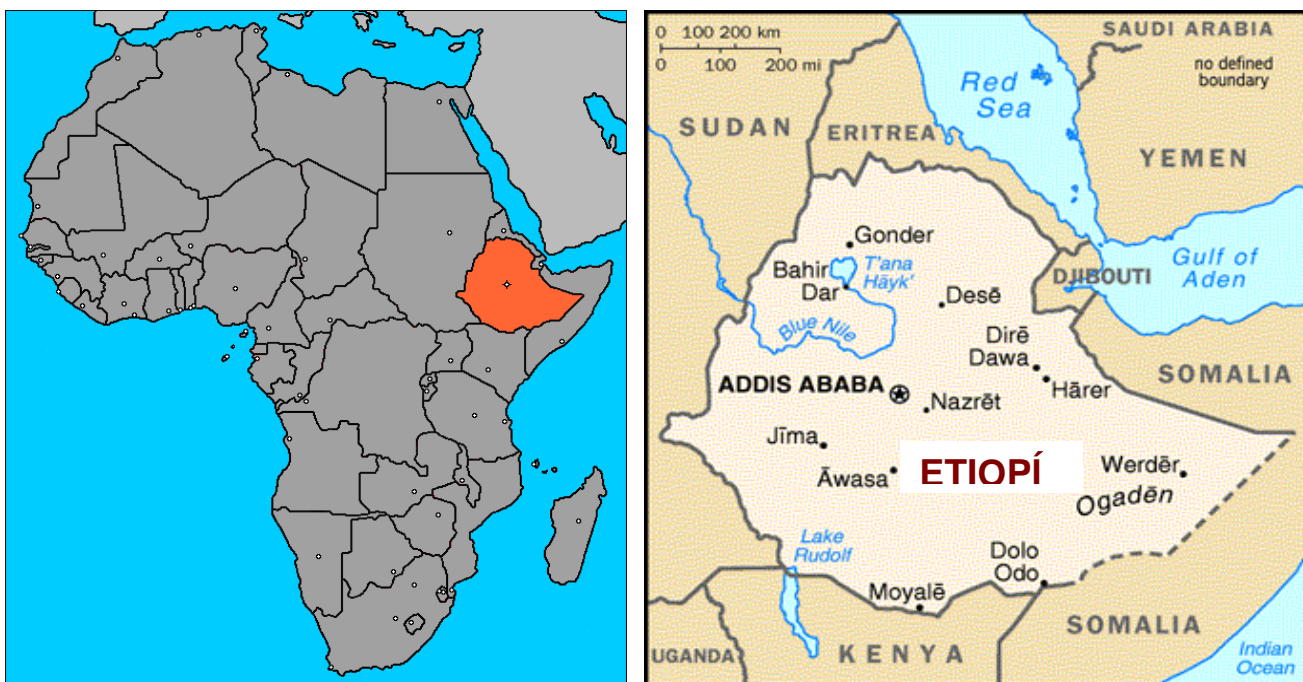 0 100 200 km
0 100 200 mi
SAUDI ARABIA
no defined
boundary
Red
Sea
SUDAN
ERITREA
YEMEN
Gonder
Bahir
Dar
T'ana
Hāyk'
DJIBOUTI
Gulf of
Aden
Desē
Blue Nile
Dirē
Dawa
SOMALIA
ADDIS ABABA
Hārer
Nazrēt
Jīma
ETIOPÍ
Āwasa
Werdēr
Ogadēn
Lake
Rudolf
Dolo
Odo
Moyalē
SOMALIA
UGANDA
KENYA
Indian
Ocean